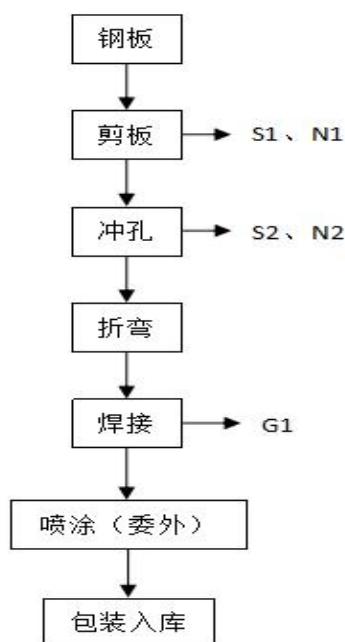 钢板
剪板 S1、N1
冲孔 S2、N2
折弯
焊接 G1
喷涂（委外）
包装入库